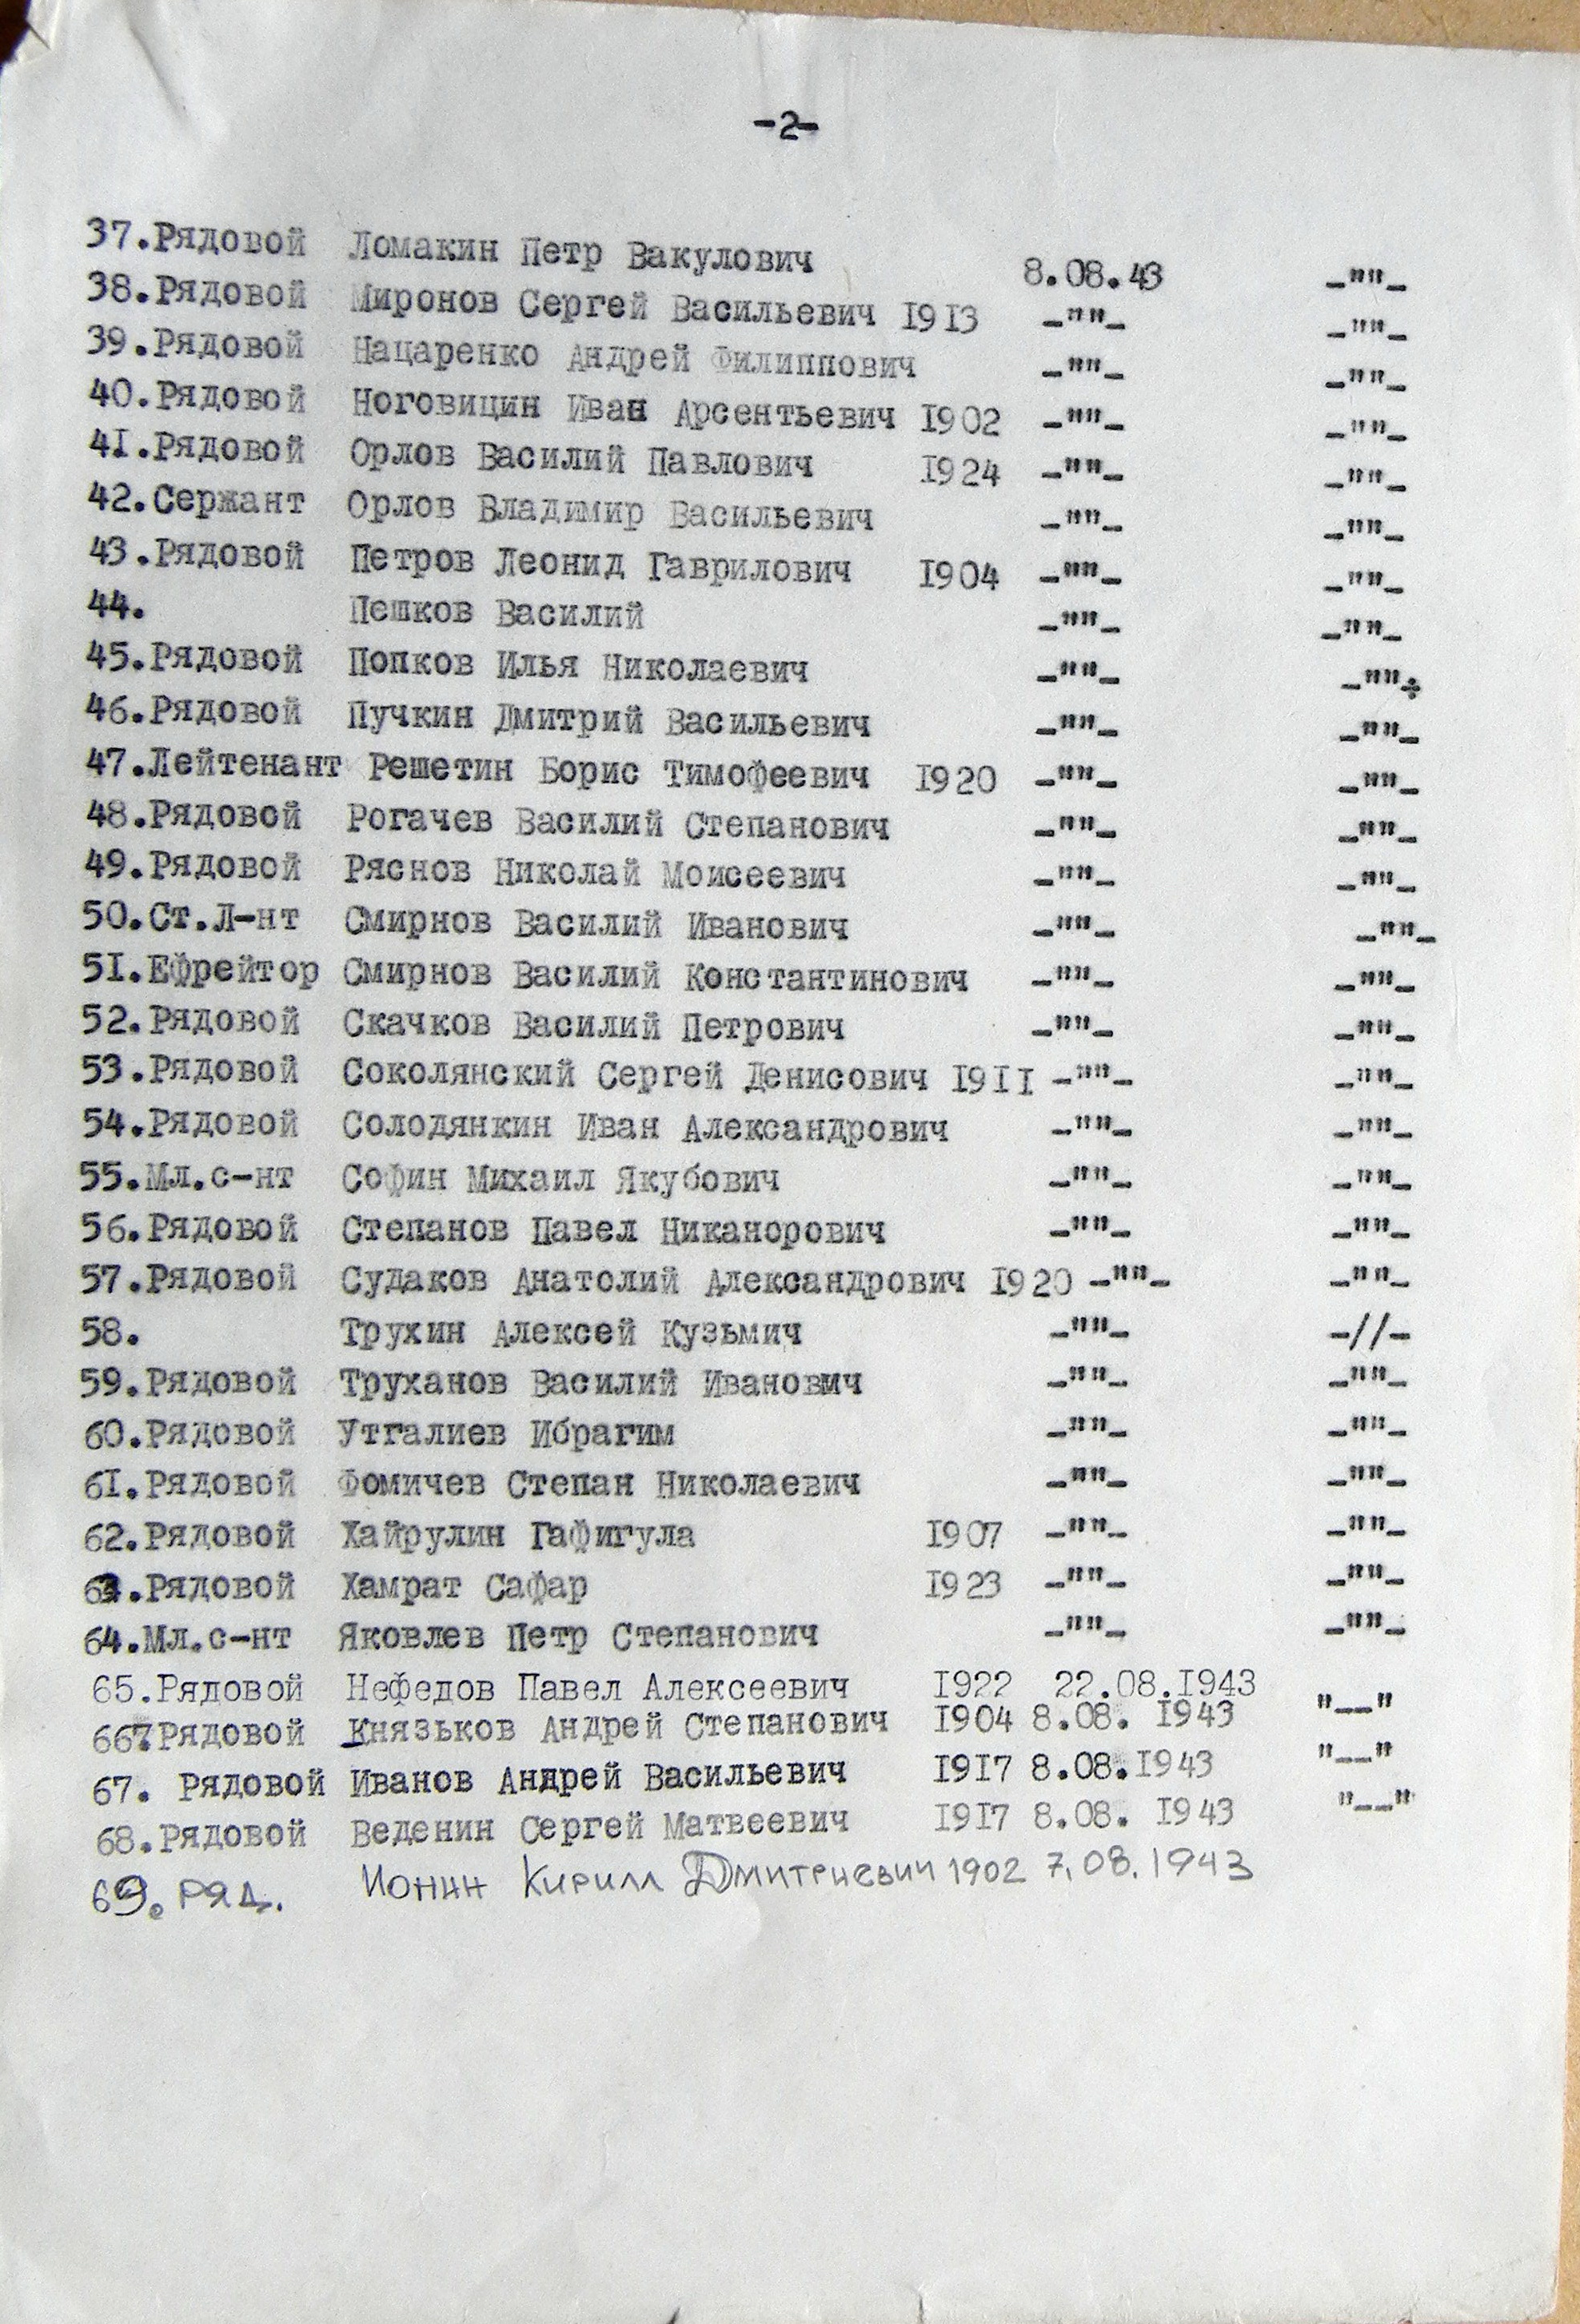 -2-
37.Рядовой Ломакин Петр Вакулович 8.08.43 -""-
38.Рядовой Миронов Сергей Васильевич 1913 -""- -""-
39.Рядовой Нацаренко Андрей Филиппович -""- -""-
40.Рядовой Ноговицин Иван Арсентьевич 1902 -""- -""-
41.Рядовой Орлов Василий Павлович 1924 -""- -""-
42.Сержант Орлов Владимир Васильевич -""- -""-
43.Рядовой Петров Леонид Гаврилович 1904 -""- -""-
44. Пешков Василий -""- -""-
45.Рядовой Попков Илья Николаевич -""- -""-
46.Рядовой Пучкин Дмитрий Васильевич -""- -""-
47.Лейтенант Решетин Борис Тимофеевич 1920 -""- -""-
48.Рядовой Рогачев Василий Степанович -""- -""-
49.Рядовой Ряснов Николай Моисеевич -""- -""-
50.Ст.Л-нт Смирнов Василий Иванович -""- -""-
51.Ефрейтор Смирнов Василий Константинович -""- -""-
52.Рядовой Скачков Василий Петрович -""- -""-
53.Рядовой Соколянский Сергей Денисович 1911 -""- -""-
54.Рядовой Солодянкин Иван Александрович -""- -""-
55.Мл.с-нт Софин Михаил Якубович -""- -""-
56.Рядовой Степанов Павел Никанорович -""- -""-
57.Рядовой Судаков Анатолий Александрович 1920 -""- -""-
58. Трухин Алексей Кузьмич -""- -//-
59.Рядовой Труханов Василий Иванович -""- -""-
60.Рядовой Утгалиев Ибрагим -""- -""-
61.Рядовой Фомичев Степан Николаевич -""- -""-
62.Рядовой Хайрулин Гафигула 1907 -""- -""-
63.Рядовой Хамрат Сафар 1923 -""- -""-
64.Мл.с-нт Яковлев Петр Степанович -""- -""-
65.Рядовой Нефедов Павел Алексеевич 1922 22.08.1943 "--"
667Рядовой Князьков Андрей Степанович 1904 8.08. 1943 "--"
67. Рядовой Иванов Андрей Васильевич 1917 8.08.1943 "--"
68.Рядовой Веденин Сергей Матвеевич 1917 8.08. 1943
69. Ряд. Ионин Кирилл Дмитриевич 1902 7.08.1943